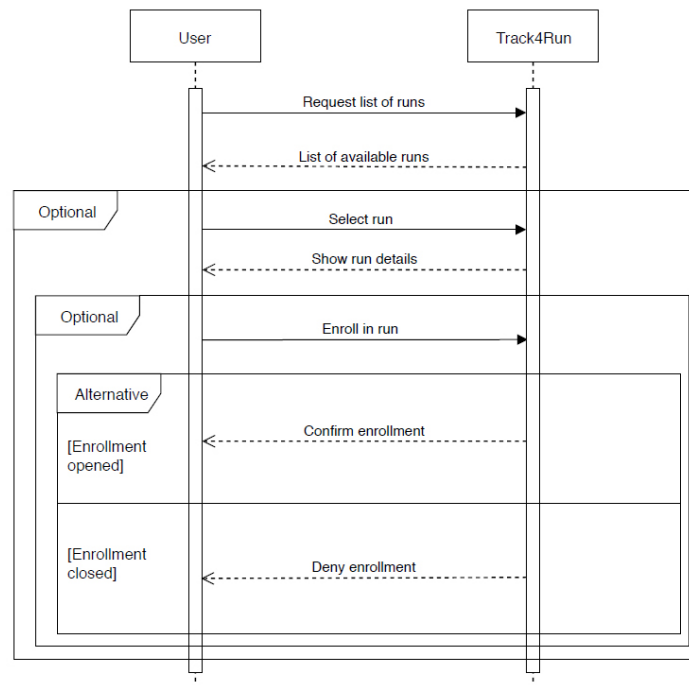 User
Track4Run
Request list of runs
List of available runs
Optional
Select run
Show run details
Optional
Enroll in run
Alternative
Confirm enrollment
[Enrollment
opened]
[Enrollment
closed]
Deny enrollment